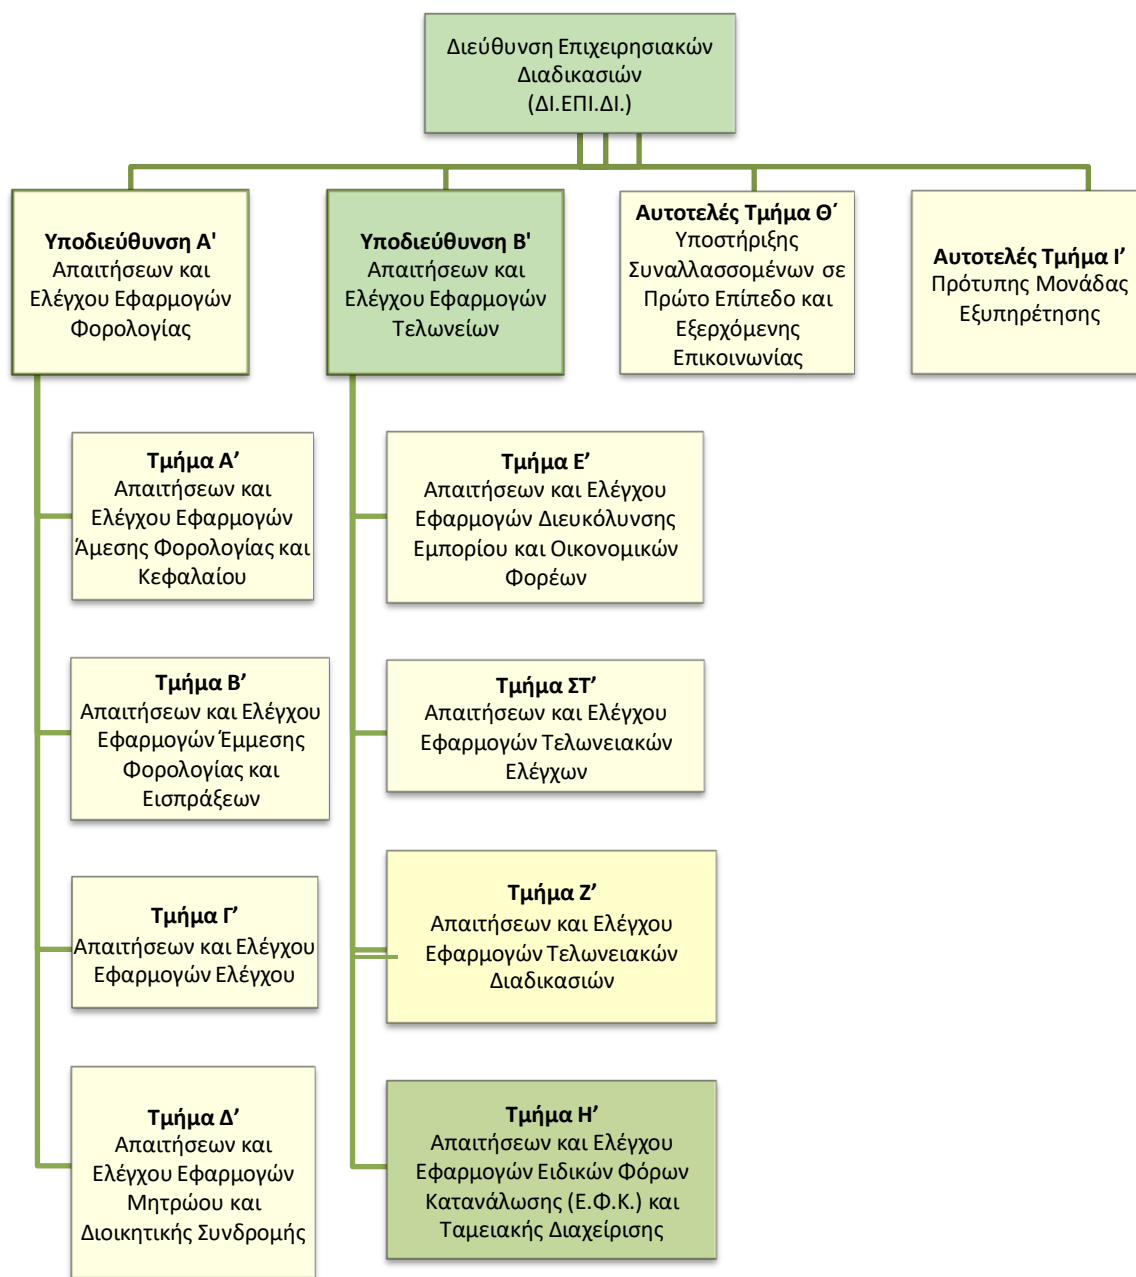 Διεύθυνση Επιχειρησιακών
Διαδικασιών
(ΔΙ.ΕΠΙ.ΔΙ.)
Υποδιεύθυνση Α'
Απαιτήσεων και
Ελέγχου Εφαρμογών
Φορολογίας
Υποδιεύθυνση Β'
Απαιτήσεων και
Ελέγχου Εφαρμογών
Τελωνείων
Αυτοτελές Τμήμα Θ΄
Υποστήριξης
Συναλλασσομένων σε
Πρώτο Επίπεδο και
Εξερχόμενης
Επικοινωνίας
Αυτοτελές Τμήμα Ι’
Πρότυπης Μονάδας
Εξυπηρέτησης
Τμήμα Α’
Απαιτήσεων και
Ελέγχου Εφαρμογών
Άμεσης Φορολογίας και
Κεφαλαίου
Τμήμα Β’
Απαιτήσεων και Ελέγχου
Εφαρμογών Έμμεσης
Φορολογίας και
Εισπράξεων
Τμήμα Γ’
Απαιτήσεων και Ελέγχου
Εφαρμογών Ελέγχου
Τμήμα Δ’
Απαιτήσεων και
Ελέγχου Εφαρμογών
Μητρώου και
Διοικητικής Συνδρομής
Τμήμα Ε’
Απαιτήσεων και Ελέγχου
Εφαρμογών Διευκόλυνσης
Εμπορίου και Οικονομικών
Φορέων
Τμήμα ΣΤ’
Απαιτήσεων και Ελέγχου
Εφαρμογών Τελωνειακών
Ελέγχων
Τμήμα Ζ’
Απαιτήσεων και Ελέγχου
Εφαρμογών Τελωνειακών
Διαδικασιών
Τμήμα Η’
Απαιτήσεων και Ελέγχου
Εφαρμογών Ειδικών Φόρων
Κατανάλωσης (Ε.Φ.Κ.) και
Ταμειακής Διαχείρισης